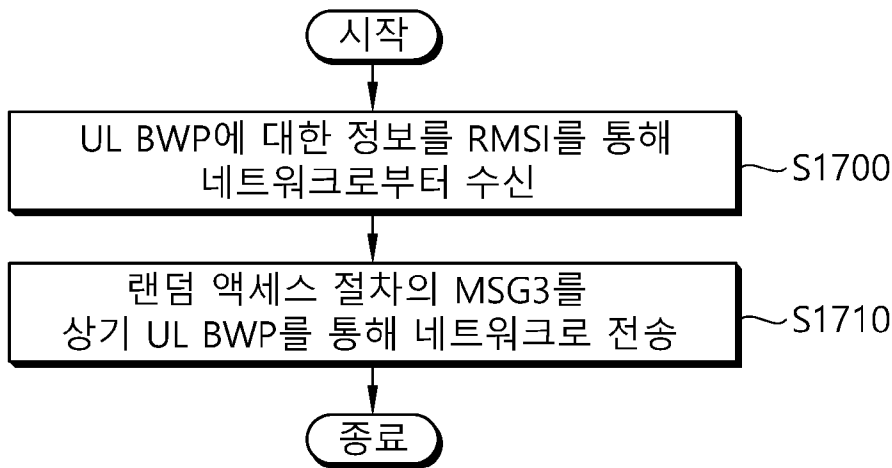 시작
UL BWP에 대한 정보를 RMSI를 통해
네트워크로부터 수신
S1700
랜덤 액세스 절차의 MSG3를
상기 UL BWP를 통해 네트워크로 전송
S1710
종료